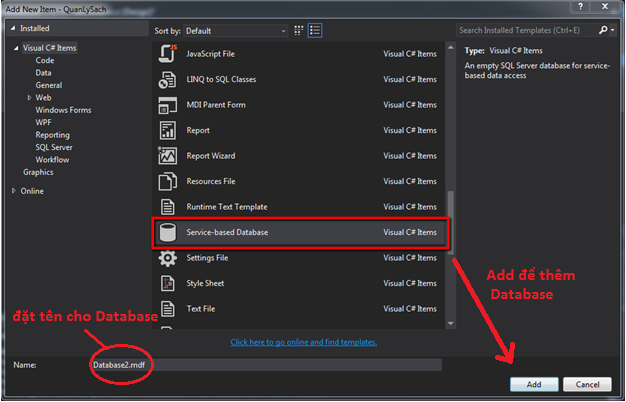 Add New Item - QuanLySach
Installed
Sort by: Default
Search Installed Templates (Ctrl+E)
Visual C# Items
Code
Data
General
Web
Windows Forms
WPF
Reporting
SQL Server
Workflow
Graphics
Online
JavaScript File Visual C# Items
LINQ to SQL Classes Visual C# Items
MDI Parent Form Visual C# Items
Report Visual C# Items
Report Wizard Visual C# Items
Resources File Visual C# Items
Runtime Text Template Visual C# Items
Service-based Database Visual C# Items
Settings File Visual C# Items
Style Sheet Visual C# Items
Text File Visual C# Items
Type: Visual C# Items
An empty SQL Server database for service-
based data access
Add để thêm
Database
đặt tên cho Database
Click here to go online and find templates.
Name: Database2.mdf
Add Cancel